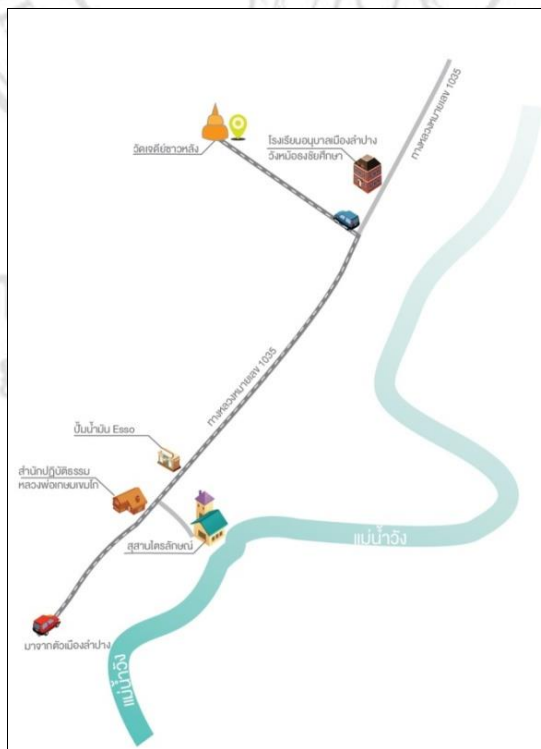 ทางหลวงหมายเลข 1035
วัดเจดีย์ซาวหลัง
โรงเรียนอนุบาลเมืองลำปาง
วังหม้อธงชัยศึกษา
ทางหลวงหมายเลข 1035
ปั๊มน้ำมัน Esso
สำนักปฏิบัติธรรม
หลวงพ่อเกษมเขมโก
สุสานไตรลักษณ์
แม่น้ำวัง
มาจากตัวเมืองลำปาง
แม่น้ำวัง